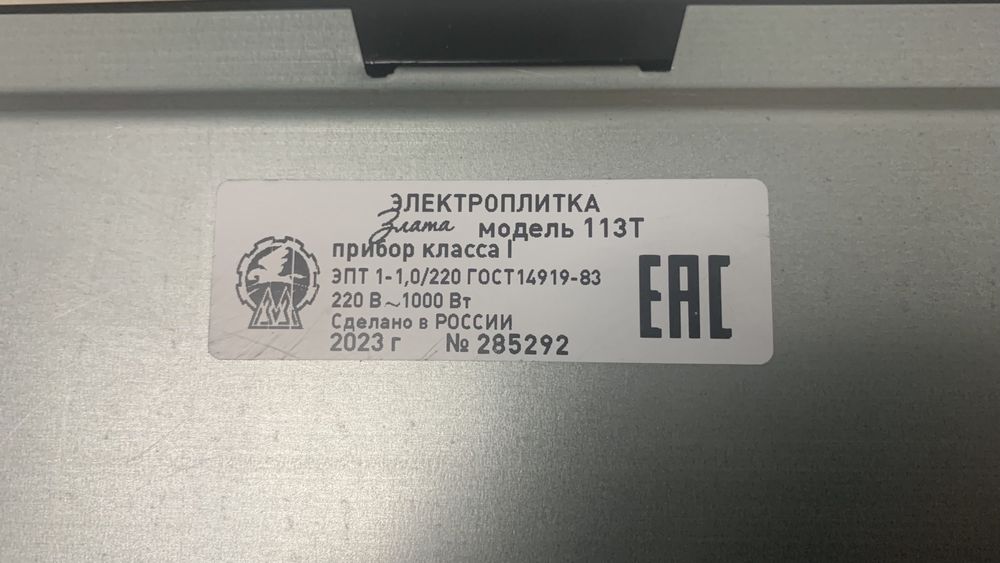 ЭЛЕКТРОПЛИТКА
Злата модель 113Т
прибор класса I
ЭПТ 1-1,0/220 ГОСТ14919-83
220 В ~ 1000 Вт
Сделано в РОССИИ
2023 г № 285292
EAC